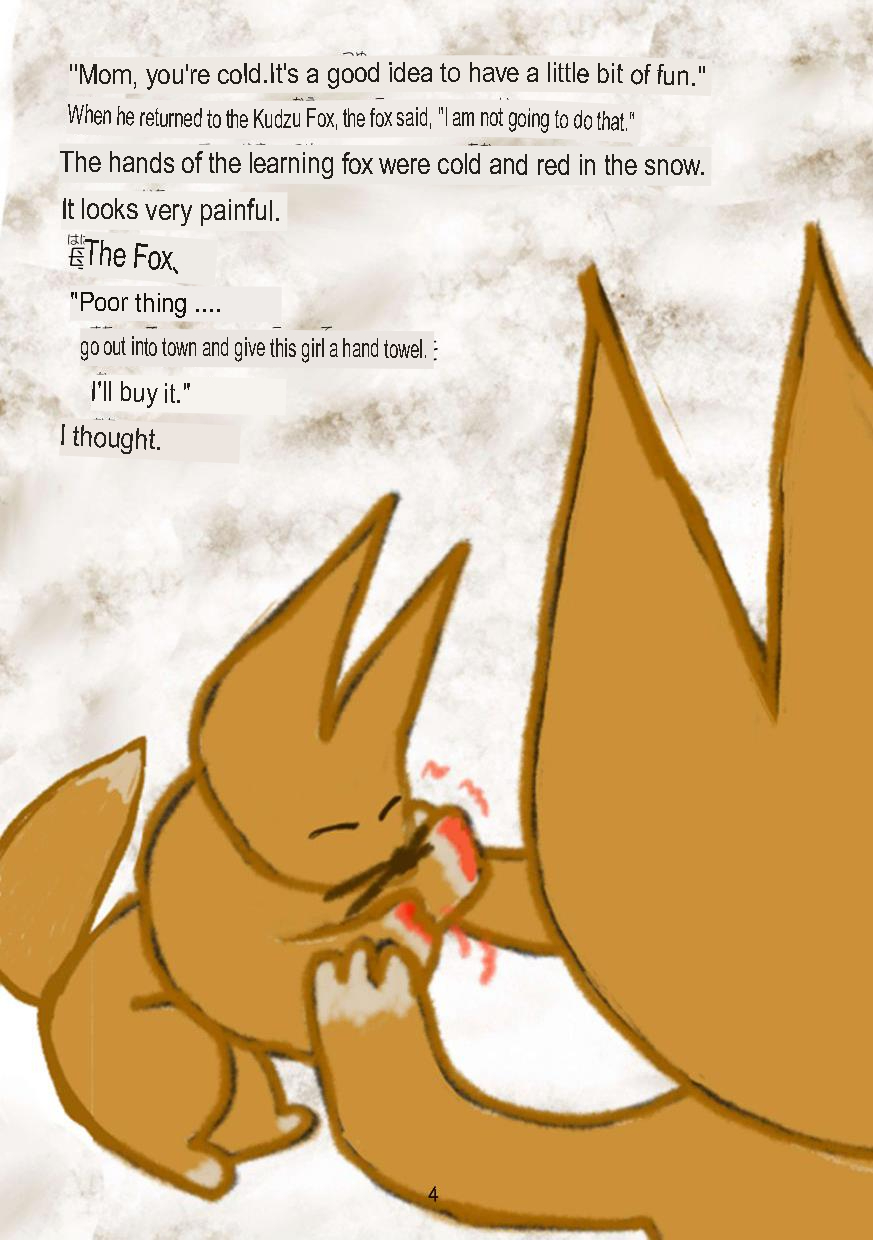 "Mom, you're cold.It's a good idea to have a little bit of fun."
When he returned to the Kudzu Fox, the fox said, "I am not going to do that."
The hands of the learning fox were cold and red in the snow.
It looks very painful.
The Fox、
"Poor thing ....
go out into town and give this girl a hand towel.
I'll buy it."
I thought.
4